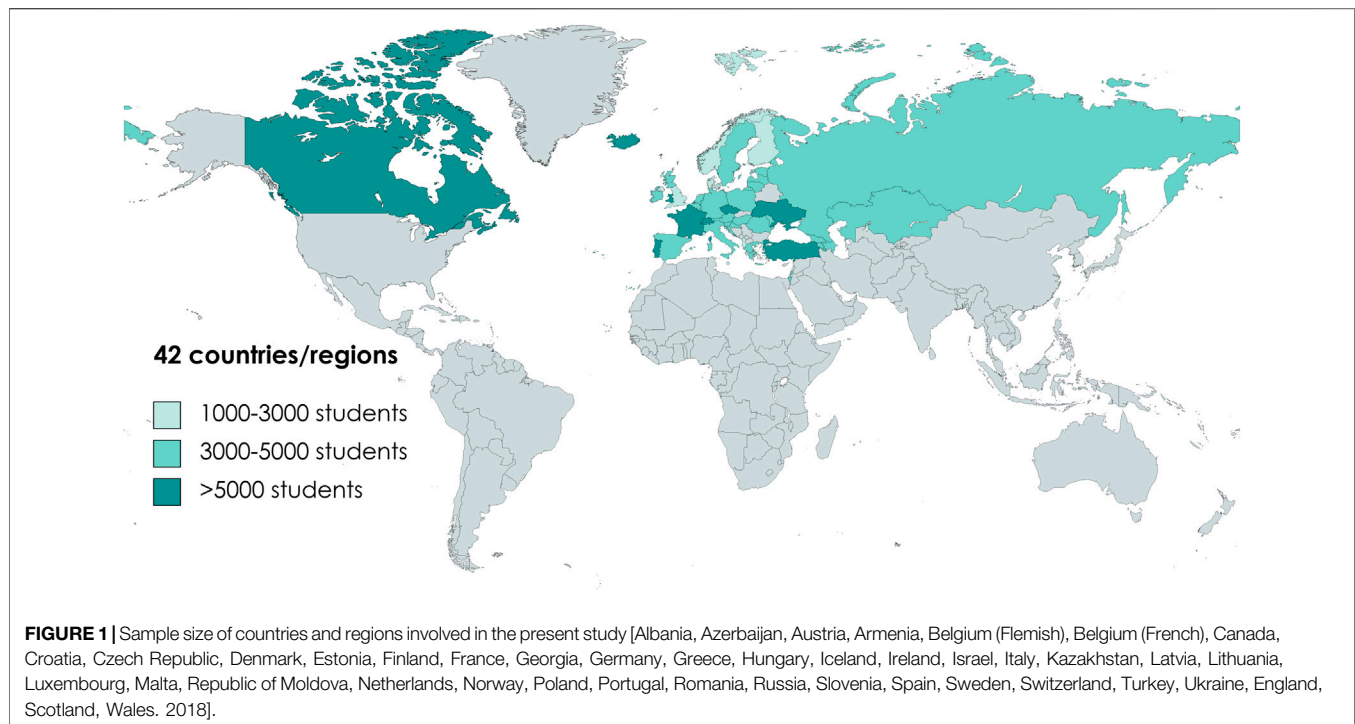 42 countries/regions
1000-3000 students
3000-5000 students
>5000 students
FIGURE 1 | Sample size of countries and regions involved in the present study [Albania, Azerbaijan, Austria, Armenia, Belgium (Flemish), Belgium (French), Canada,
Croatia, Czech Republic, Denmark, Estonia, Finland, France, Georgia, Germany, Greece, Hungary, Iceland, Ireland, Israel, Italy, Kazakhstan, Latvia, Lithuania,
Luxembourg, Malta, Republic of Moldova, Netherlands, Norway, Poland, Portugal, Romania, Russia, Slovenia, Spain, Sweden, Switzerland, Turkey, Ukraine, England,
Scotland, Wales. 2018].